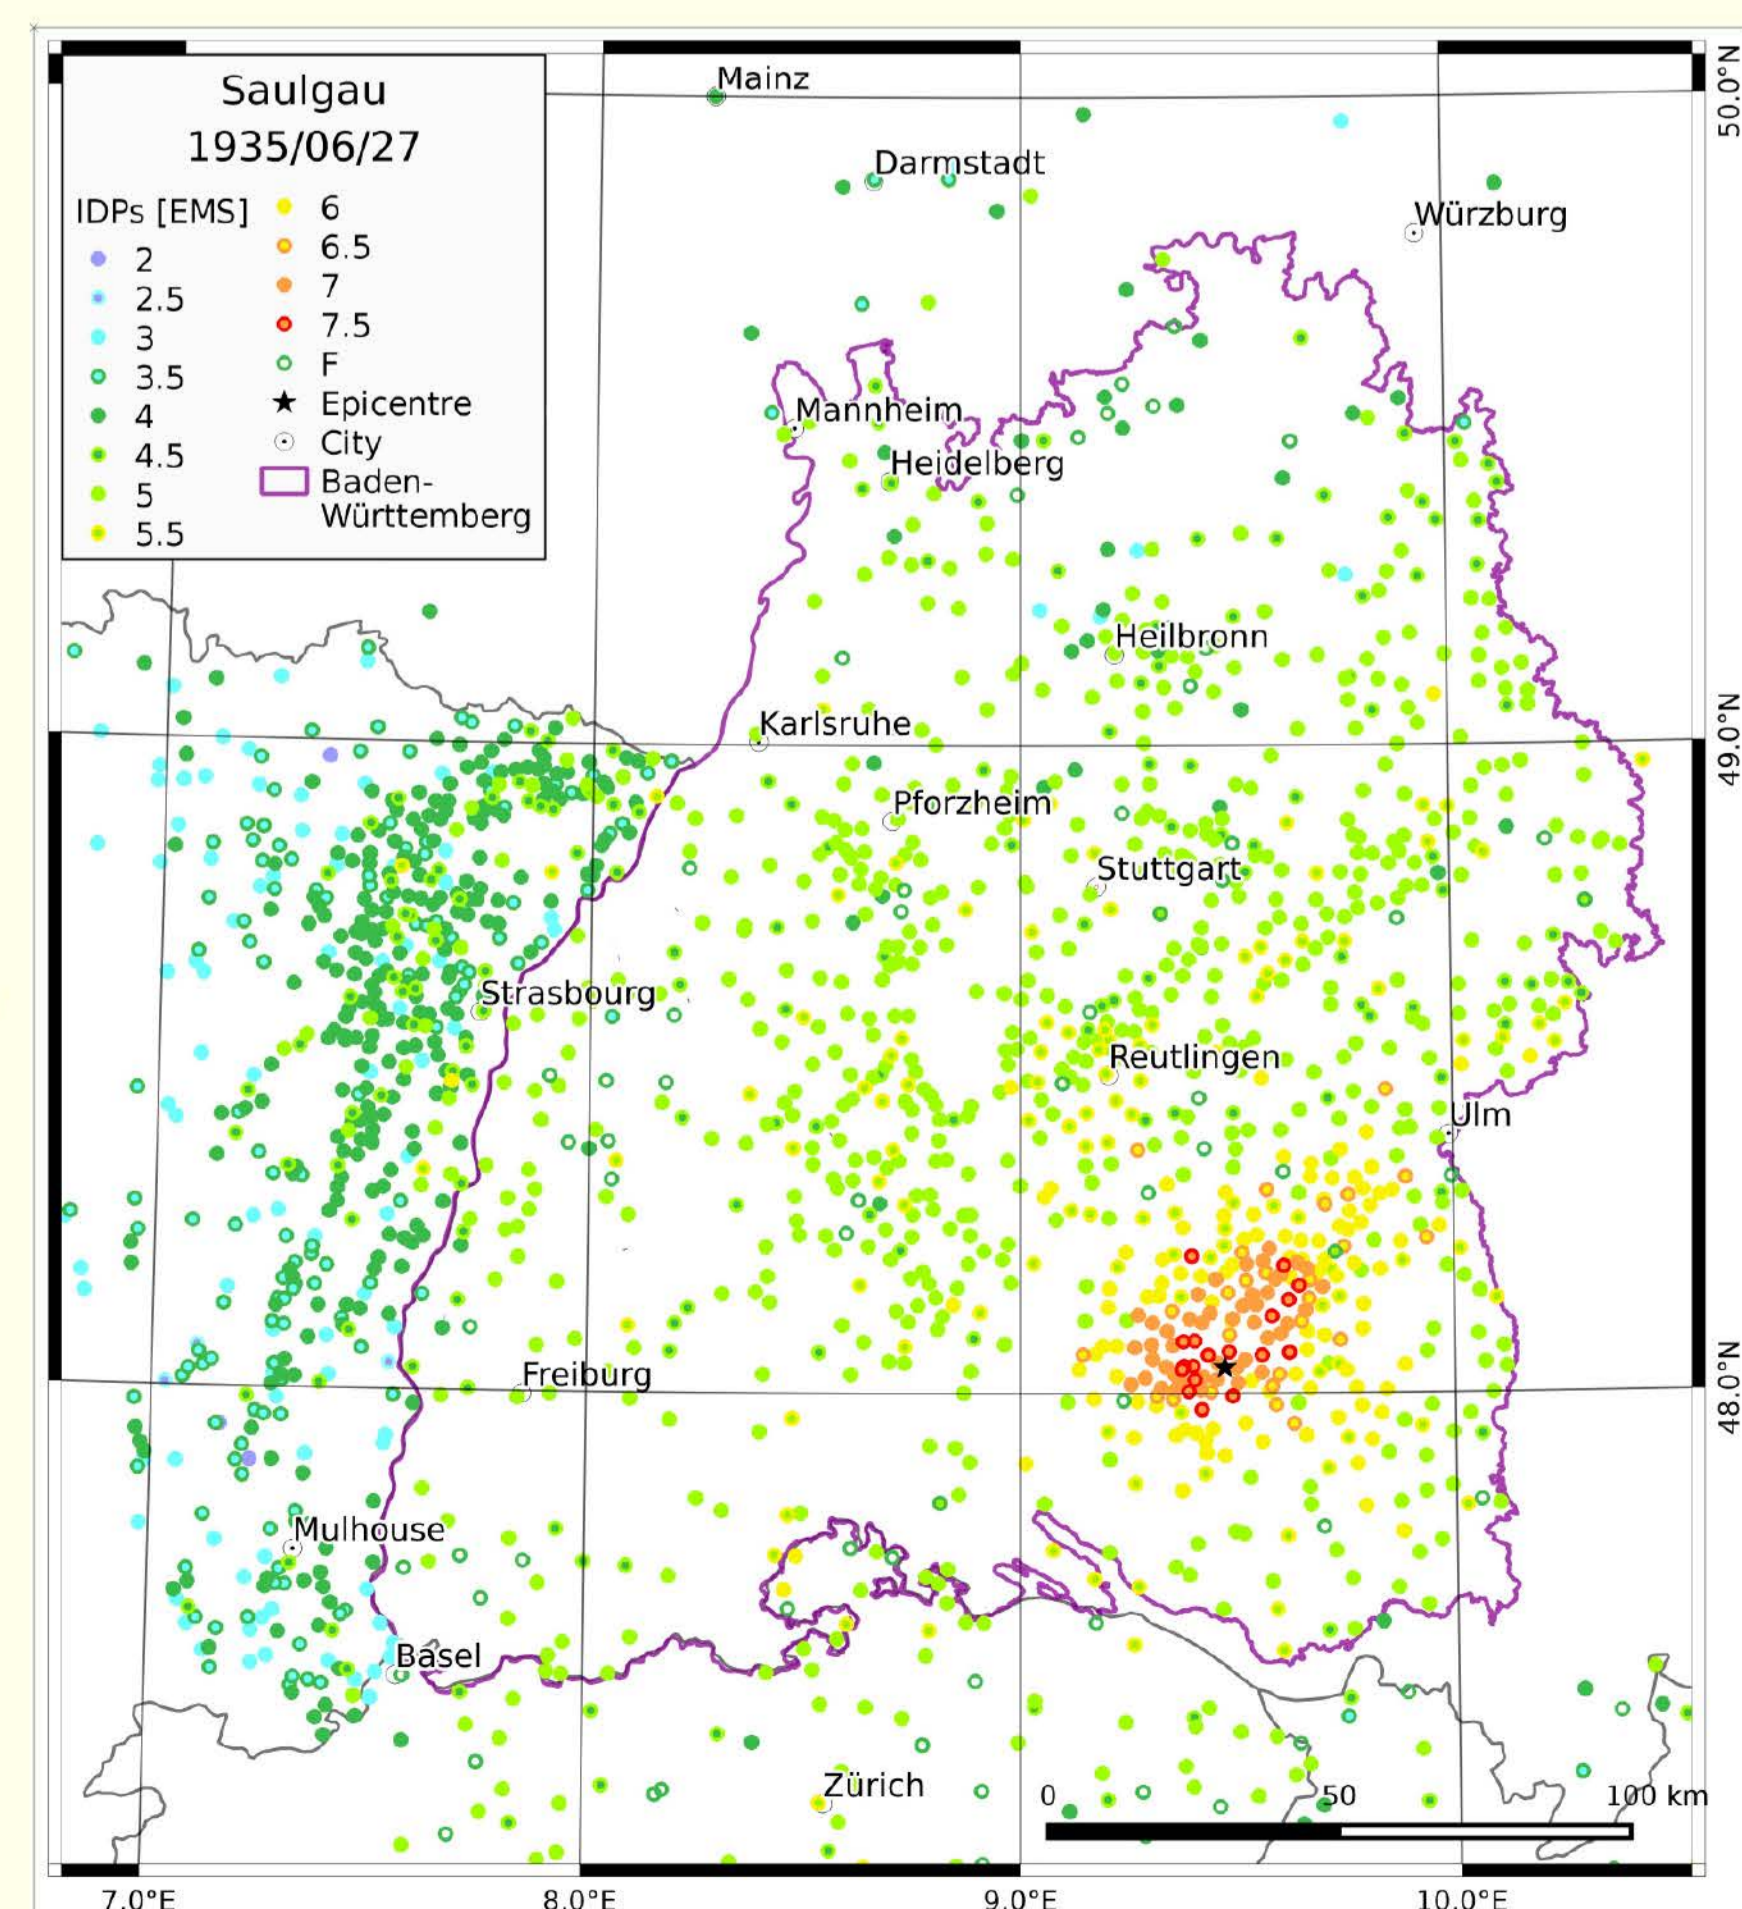 Saulgau
1935/06/27
IDPs [EMS]
2
2.5
3
3.5
4
4.5
5
5.5
6
6.5
7
7.5
F
Epicentre
City
Baden-
Württemberg
Mainz
Darmstadt
Würzburg
Mannheim
Heidelberg
Heilbronn
Karlsruhe
Pforzheim
Stuttgart
Strasbourg
Reutlingen
Ulm
Freiburg
Mulhouse
Basel
Zürich
0 50 100 km
50.0°N
49.0°N
48.0°N
7.0°E 8.0°E 9.0°E 10.0°E